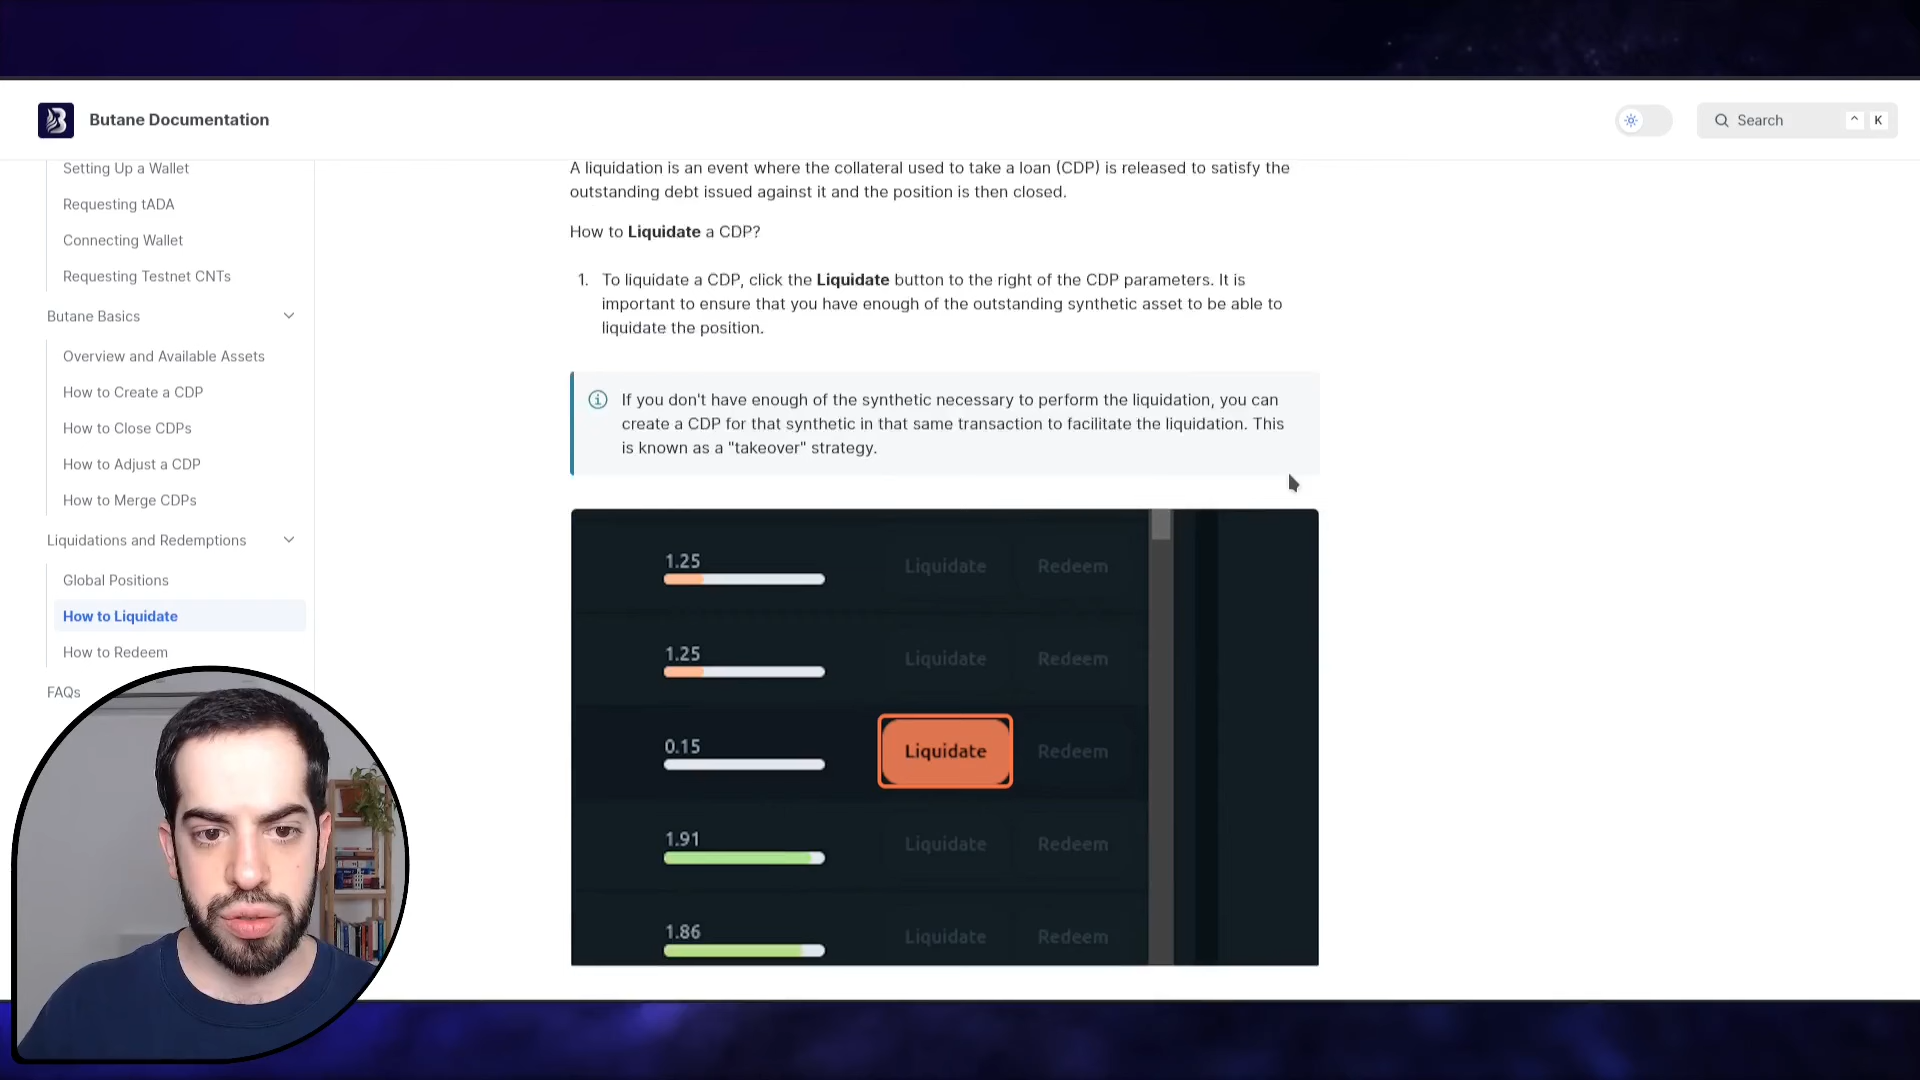 Butane Documentation
Search
^ K
Setting Up a Wallet
Requesting tADA
Connecting Wallet
Requesting Testnet CNTs
Butane Basics
Overview and Available Assets
How to Create a CDP
How to Close CDPs
How to Adjust a CDP
How to Merge CDPs
Liquidations and Redemptions
Global Positions
How to Liquidate
How to Redeem
FAQs
A liquidation is an event where the collateral used to take a loan (CDP) is released to satisfy the
outstanding debt issued against it and the position is then closed.
How to Liquidate a CDP?
1. To liquidate a CDP, click the Liquidate button to the right of the CDP parameters. It is
important to ensure that you have enough of the outstanding synthetic asset to be able to
liquidate the position.
If you don't have enough of the synthetic necessary to perform the liquidation, you can
create a CDP for that synthetic in that same transaction to facilitate the liquidation. This
is known as a "takeover" strategy.
1.25 Liquidate Redeem
1.25 Liquidate Redeem
0.15 Liquidate Redeem
1.91 Liquidate Redeem
1.86 Liquidate Redeem